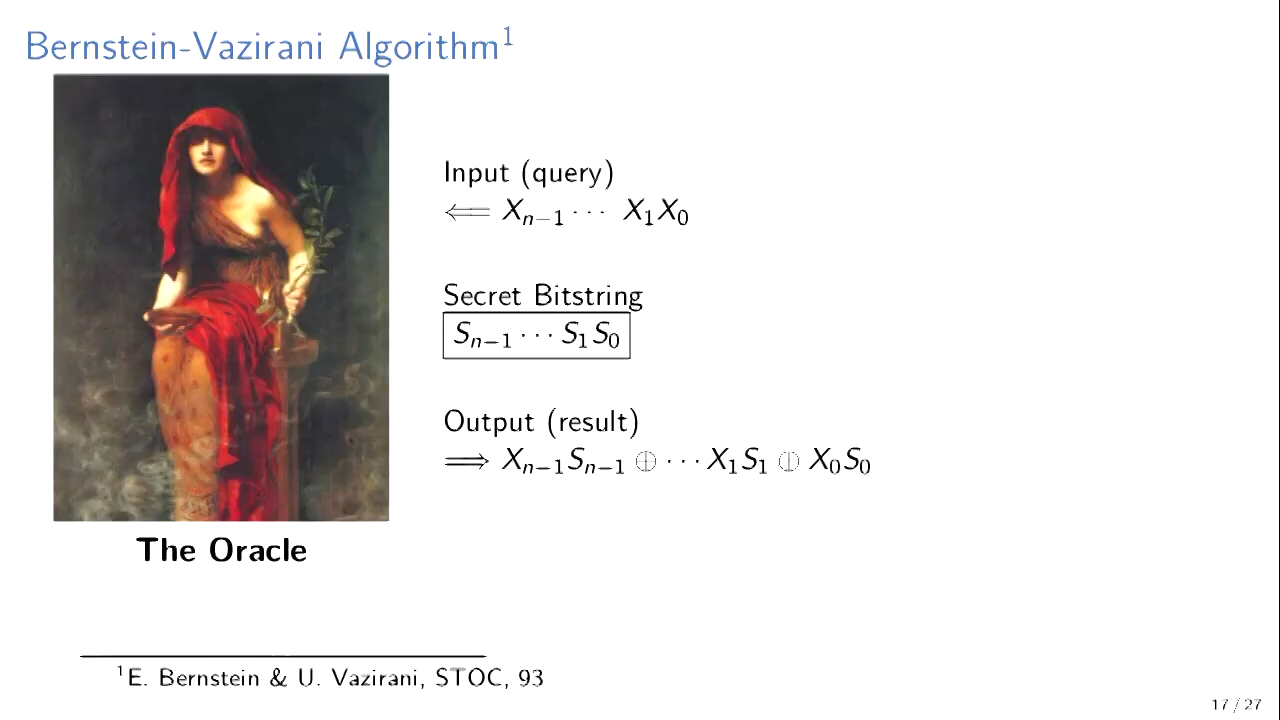 Bernstein-Vazirani Algorithm¹
Input (query)
⟸ Xₙ₋₁ ⋯ X₁X₀
Secret Bitstring
Sₙ₋₁ ⋯ S₁S₀
Output (result)
⟹ Xₙ₋₁Sₙ₋₁ ⊕ ⋯ X₁S₁ ⊕ X₀S₀
The Oracle
¹E. Bernstein & U. Vazirani, STOC, 93
17 / 27